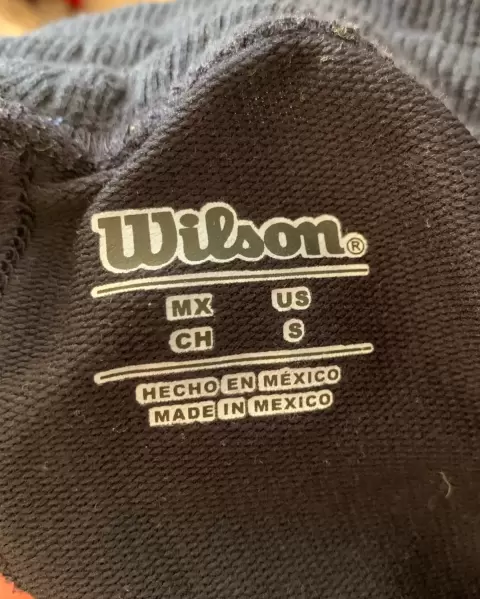 Wilson®
MX US
CH S
HECHO EN MÉXICO
MADE IN MEXICO